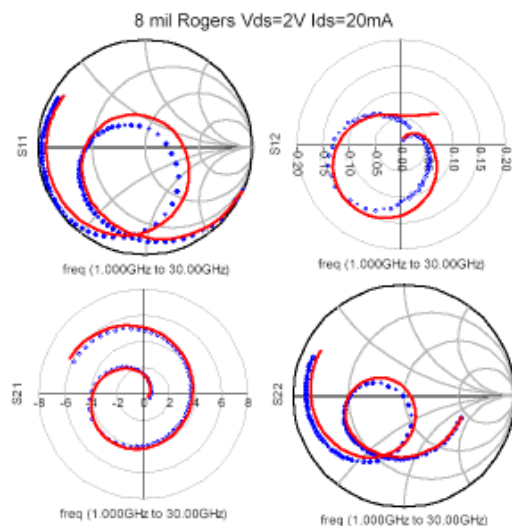 8 mil Rogers Vds=2V Ids=20mA
S11
freq (1.000GHz to 30.00GHz)
S12
-0.20
-0.15
-0.10
-0.05
0.00
0.05
0.10
0.15
0.20
freq (1.000GHz to 30.00GHz)
S21
-8
-6
-4
-2
0
2
4
6
8
freq (1.000GHz to 30.00GHz)
S22
freq (1.000GHz to 30.00GHz)